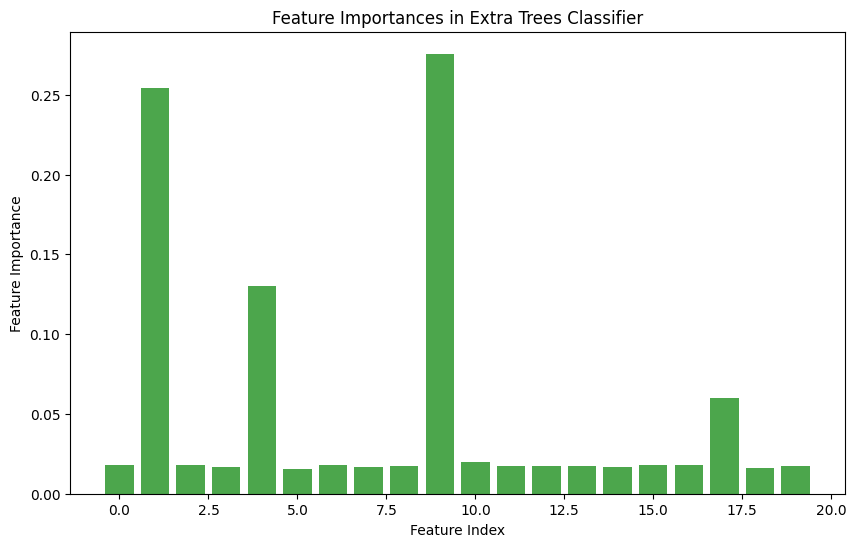 Feature Importances in Extra Trees Classifier
Feature Importance
0.25
0.20
0.15
0.10
0.05
0.00
0.0 2.5 5.0 7.5 10.0 12.5 15.0 17.5 20.0
Feature Index